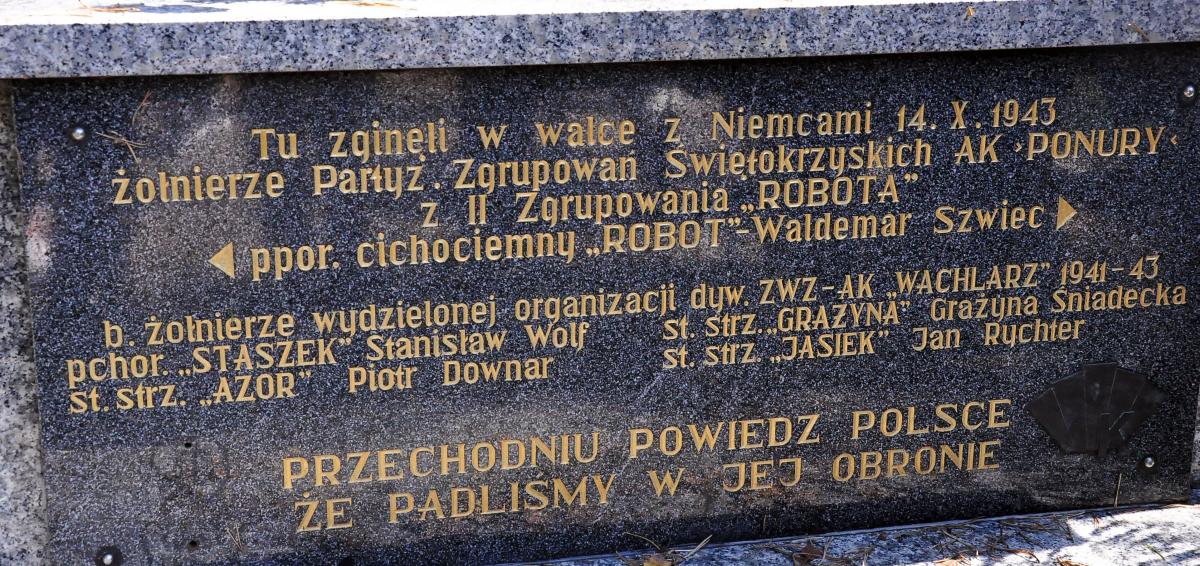 Tu zginęli w walce z Niemcami 14. X. 1943
żołnierze Partyz. Zgrupowań Świętokrzyskich AK ›PONURY‹
z II Zgrupowania „ROBOTA”
ppor. cichociemny „ROBOT”-Waldemar Szwiec
b. żołnierze wydzielonej organizacji dyw. ZWZ-AK „WACHLARZ” 1941-43
pchor. „STASZEK” Stanisław Wolf st. strz. „GRAŻYNA” Grażyna Śniadecka
st. strz. „AZOR” Piotr Downar st. strz. „JASIEK” Jan Rychter
PRZECHODNIU POWIEDZ POLSCE
ŻE PADLIŚMY W JEJ OBRONIE